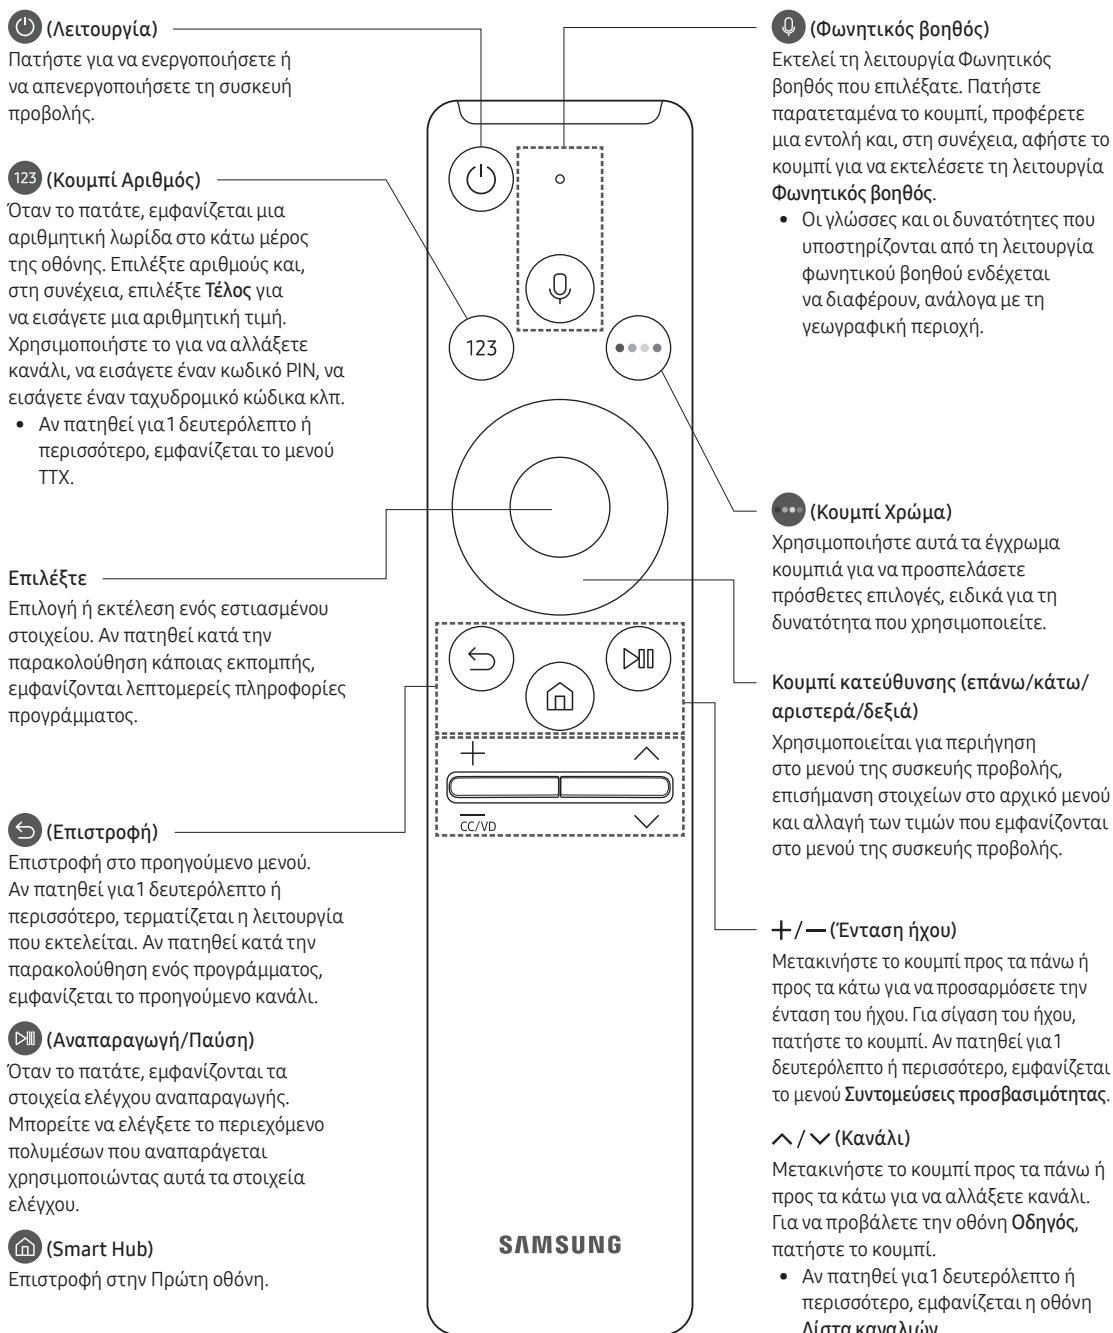 (Λειτουργία)
Πατήστε για να ενεργοποιήσετε ή
να απενεργοποιήσετε τη συσκευή
προβολής.
123 (Κουμπί Αριθμός)
Όταν το πατάτε, εμφανίζεται μια
αριθμητική λωρίδα στο κάτω μέρος
της οθόνης. Επιλέξτε αριθμούς και,
στη συνέχεια, επιλέξτε Τέλος για
να εισάγετε μια αριθμητική τιμή.
Χρησιμοποιήστε το για να αλλάξετε
κανάλι, να εισάγετε έναν κωδικό PIN, να
εισάγετε έναν ταχυδρομικό κώδικα κλπ.
• Αν πατηθεί για 1 δευτερόλεπτο ή
περισσότερο, εμφανίζεται το μενού
TTX.
Επιλέξτε
Επιλογή ή εκτέλεση ενός εστιασμένου
στοιχείου. Αν πατηθεί κατά την
παρακολούθηση κάποιας εκπομπής,
εμφανίζονται λεπτομερείς πληροφορίες
προγράμματος.
(Επιστροφή)
Επιστροφή στο προηγούμενο μενού.
Αν πατηθεί για 1 δευτερόλεπτο ή
περισσότερο, τερματίζεται η λειτουργία
που εκτελείται. Αν πατηθεί κατά την
παρακολούθηση ενός προγράμματος,
εμφανίζεται το προηγούμενο κανάλι.
(Αναπαραγωγή/Παύση)
Όταν το πατάτε, εμφανίζονται τα
στοιχεία ελέγχου αναπαραγωγής.
Μπορείτε να ελέγξετε το περιεχόμενο
πολυμέσων που αναπαράγεται
χρησιμοποιώντας αυτά τα στοιχεία
ελέγχου.
(Smart Hub)
Επιστροφή στην Πρώτη οθόνη.
123
CC/VD
SAMSUNG
(Φωνητικός βοηθός)
Εκτελεί τη λειτουργία Φωνητικός
βοηθός που επιλέξατε. Πατήστε
παρατεταμένα το κουμπί, προφέρετε
μια εντολή και, στη συνέχεια, αφήστε το
κουμπί για να εκτελέσετε τη λειτουργία
Φωνητικός βοηθός.
• Οι γλώσσες και οι δυνατότητες που
υποστηρίζονται από τη λειτουργία
φωνητικού βοηθού ενδέχεται
να διαφέρουν, ανάλογα με τη
γεωγραφική περιοχή.
(Κουμπί Χρώμα)
Χρησιμοποιήστε αυτά τα έγχρωμα
κουμπιά για να προσπελάσετε
πρόσθετες επιλογές, ειδικά για τη
δυνατότητα που χρησιμοποιείτε.
Κουμπί κατεύθυνσης (επάνω/κάτω/
αριστερά/δεξιά)
Χρησιμοποιείται για περιήγηση
στο μενού της συσκευής προβολής,
επισήμανση στοιχείων στο αρχικό μενού
και αλλαγή των τιμών που εμφανίζονται
στο μενού της συσκευής προβολής.
+/— (Ένταση ήχου)
Μετακινήστε το κουμπί προς τα πάνω ή
προς τα κάτω για να προσαρμόσετε την
ένταση του ήχου. Για σίγαση του ήχου,
πατήστε το κουμπί. Αν πατηθεί για 1
δευτερόλεπτο ή περισσότερο, εμφανίζεται
το μενού Συντομεύσεις προσβασιμότητας.
/ (Κανάλι)
Μετακινήστε το κουμπί προς τα πάνω ή
προς τα κάτω για να αλλάξετε κανάλι.
Για να προβάλετε την οθόνη Οδηγός,
πατήστε το κουμπί.
• Αν πατηθεί για 1 δευτερόλεπτο ή
περισσότερο, εμφανίζεται η οθόνη
Λίστα καναλιών